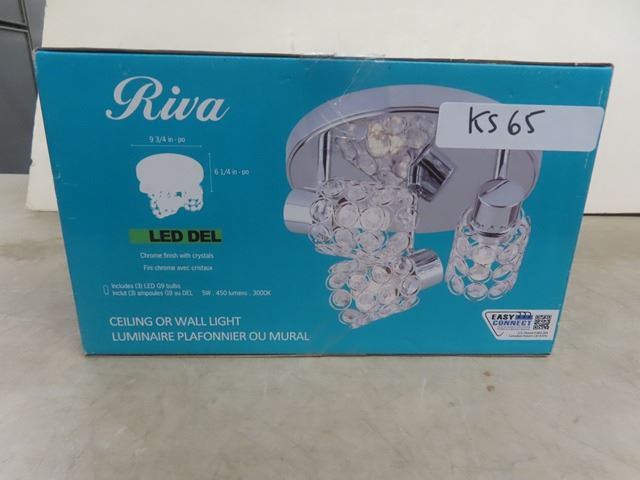 Riva
KS 65
9 3/4 in - po
6 1/4 in - po
LED DEL
Chrome finish with crystals
Fini chrome avec cristaux
Includes (3) LED G9 bulbs
Inclut (3) ampoules G9 au DEL 5W . 450 lumens . 3000K
CEILING OR WALL LIGHT
LUMINAIRE PLAFONNIER OU MURAL
EASY
CONNECT